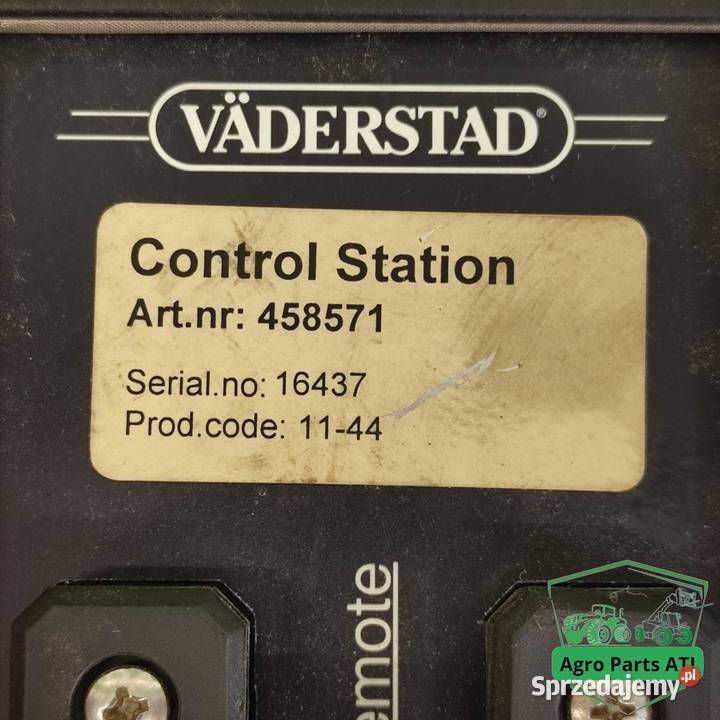 VÄDERSTAD®
Control Station
Art.nr: 458571
Serial.no: 16437
Prod.code: 11-44
Agro Parts ATI
Sprzedajemy.pl